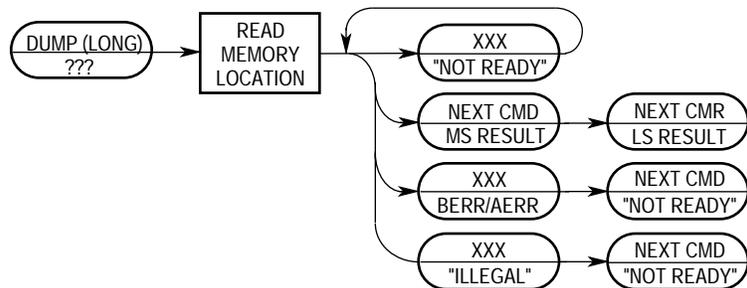 DUMP (LONG)
???
READ
MEMORY
LOCATION
XXX
"NOT READY"
NEXT CMD
MS RESULT
NEXT CMR
LS RESULT
XXX
BERR/AERR
NEXT CMD
"NOT READY"
XXX
"ILLEGAL"
NEXT CMD
"NOT READY"